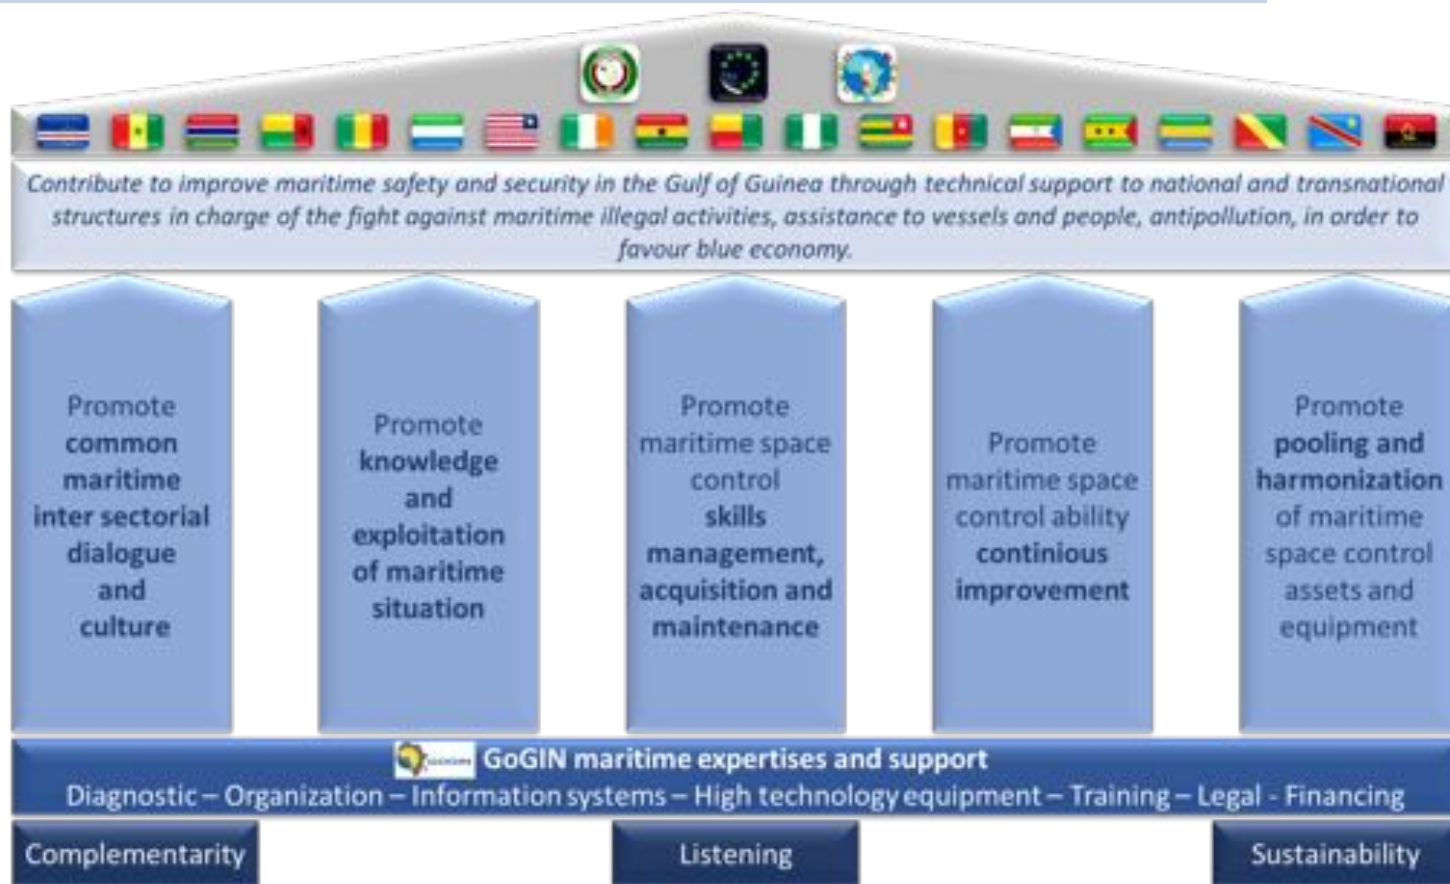 Contribute to improve maritime safety and security in the Gulf of Guinea through technical support to national and transnational
structures in charge of the fight against maritime illegal activities, assistance to vessels and people, antipollution, in order to
favour blue economy.
Promote
common
maritime
inter sectorial
dialogue
and
culture
Promote
knowledge
and
exploitation
of maritime
situation
Promote
maritime space
control
skills
management,
acquisition and
maintenance
Promote
maritime space
control ability
continious
improvement
Promote
pooling and
harmonization
of maritime
space control
assets and
equipment
GoGIN maritime expertises and support
Diagnostic – Organization – Information systems – High technology equipment – Training – Legal - Financing
Complementarity
Listening
Sustainability